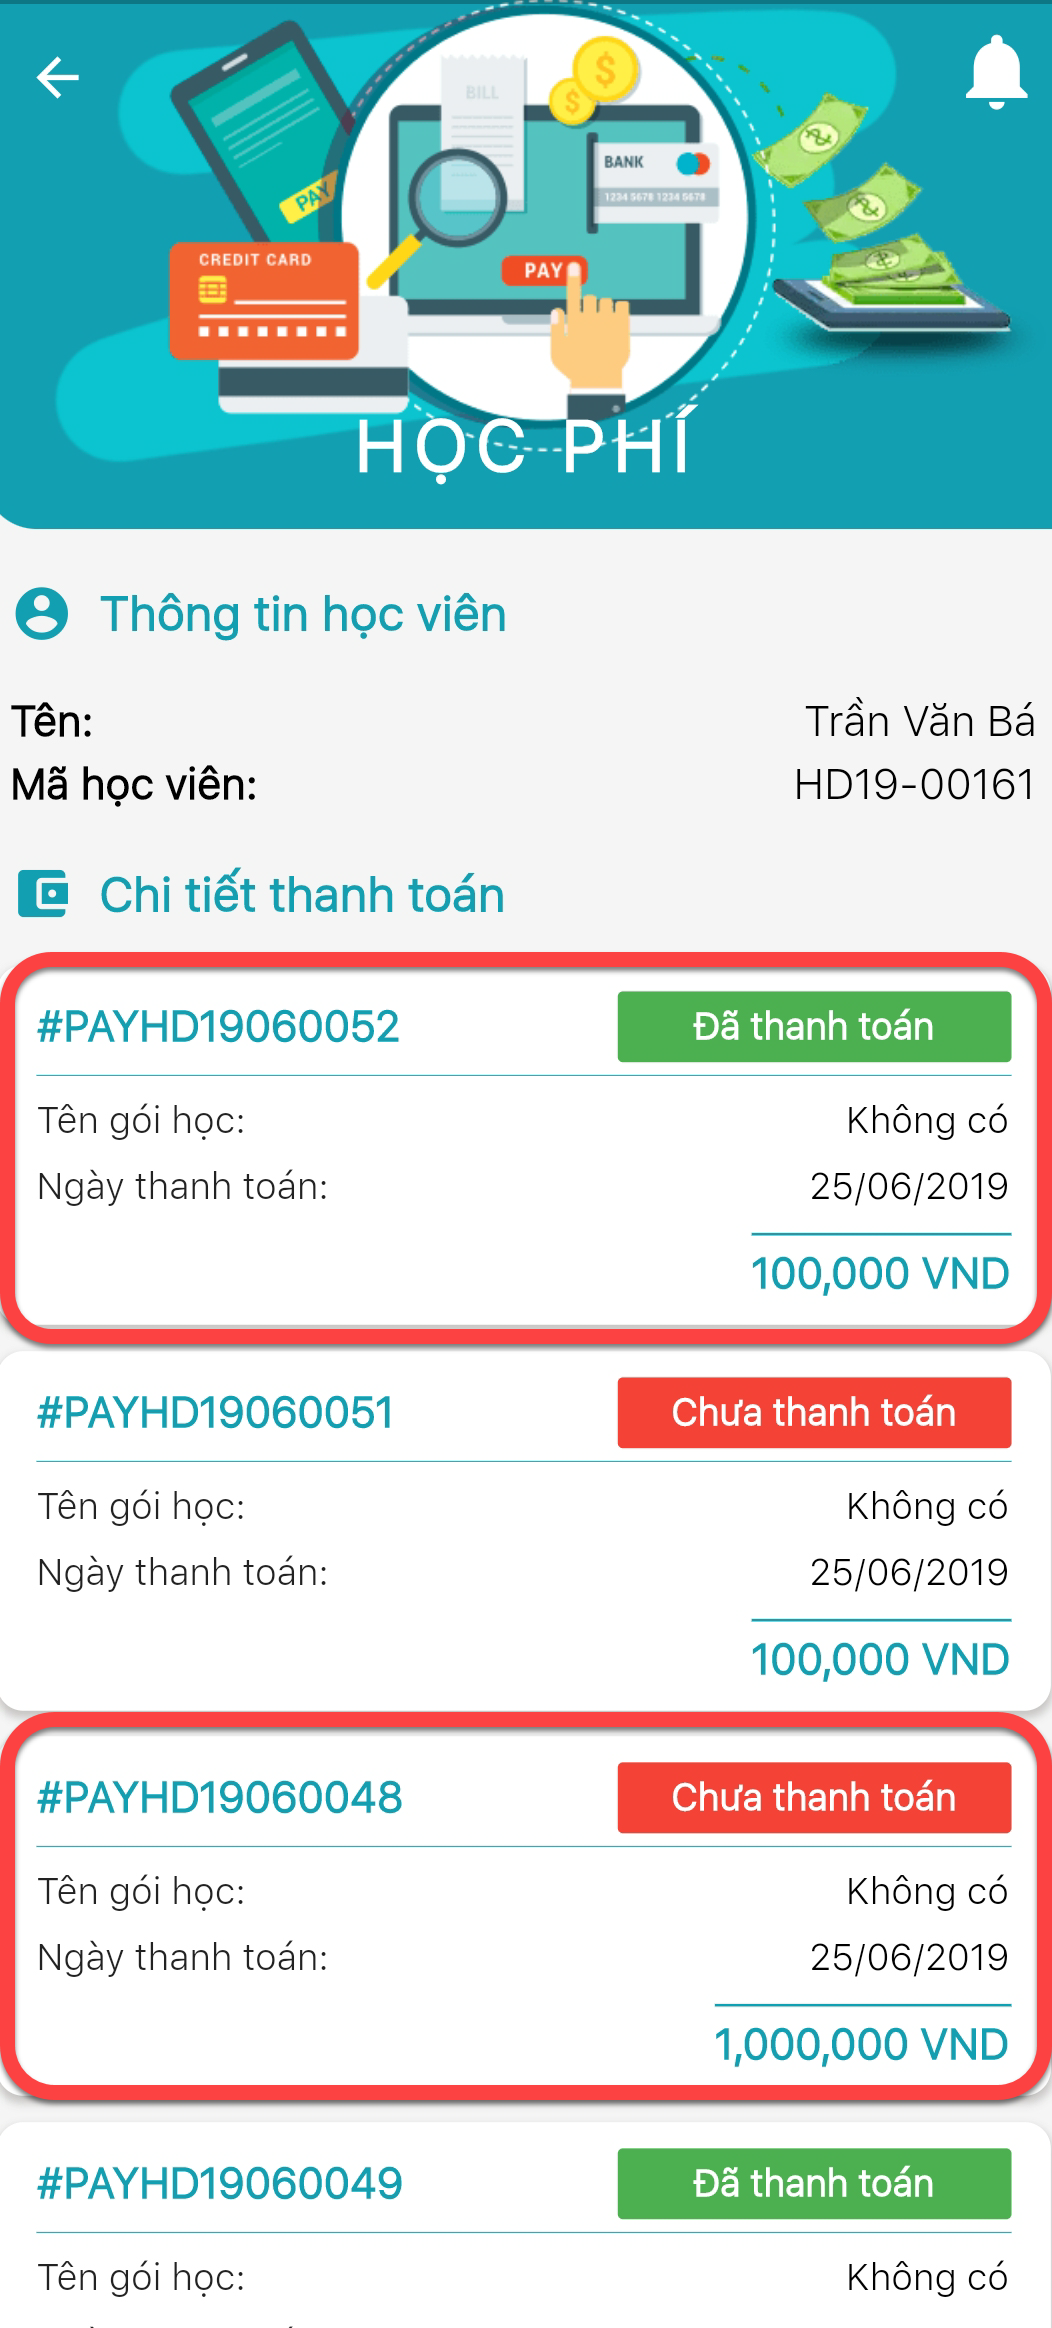 BILL
BANK
1234 5678 1234 5678
PAY
CREDIT CARD
PAY
HỌC PHÍ
Thông tin học viên
Tên: Trần Văn Bá
Mã học viên: HD19-00161
Chi tiết thanh toán
#PAYHD19060052 Đã thanh toán
Tên gói học: Không có
Ngày thanh toán: 25/06/2019
100,000 VND
#PAYHD19060051 Chưa thanh toán
Tên gói học: Không có
Ngày thanh toán: 25/06/2019
100,000 VND
#PAYHD19060048 Chưa thanh toán
Tên gói học: Không có
Ngày thanh toán: 25/06/2019
1,000,000 VND
#PAYHD19060049 Đã thanh toán
Tên gói học: Không có